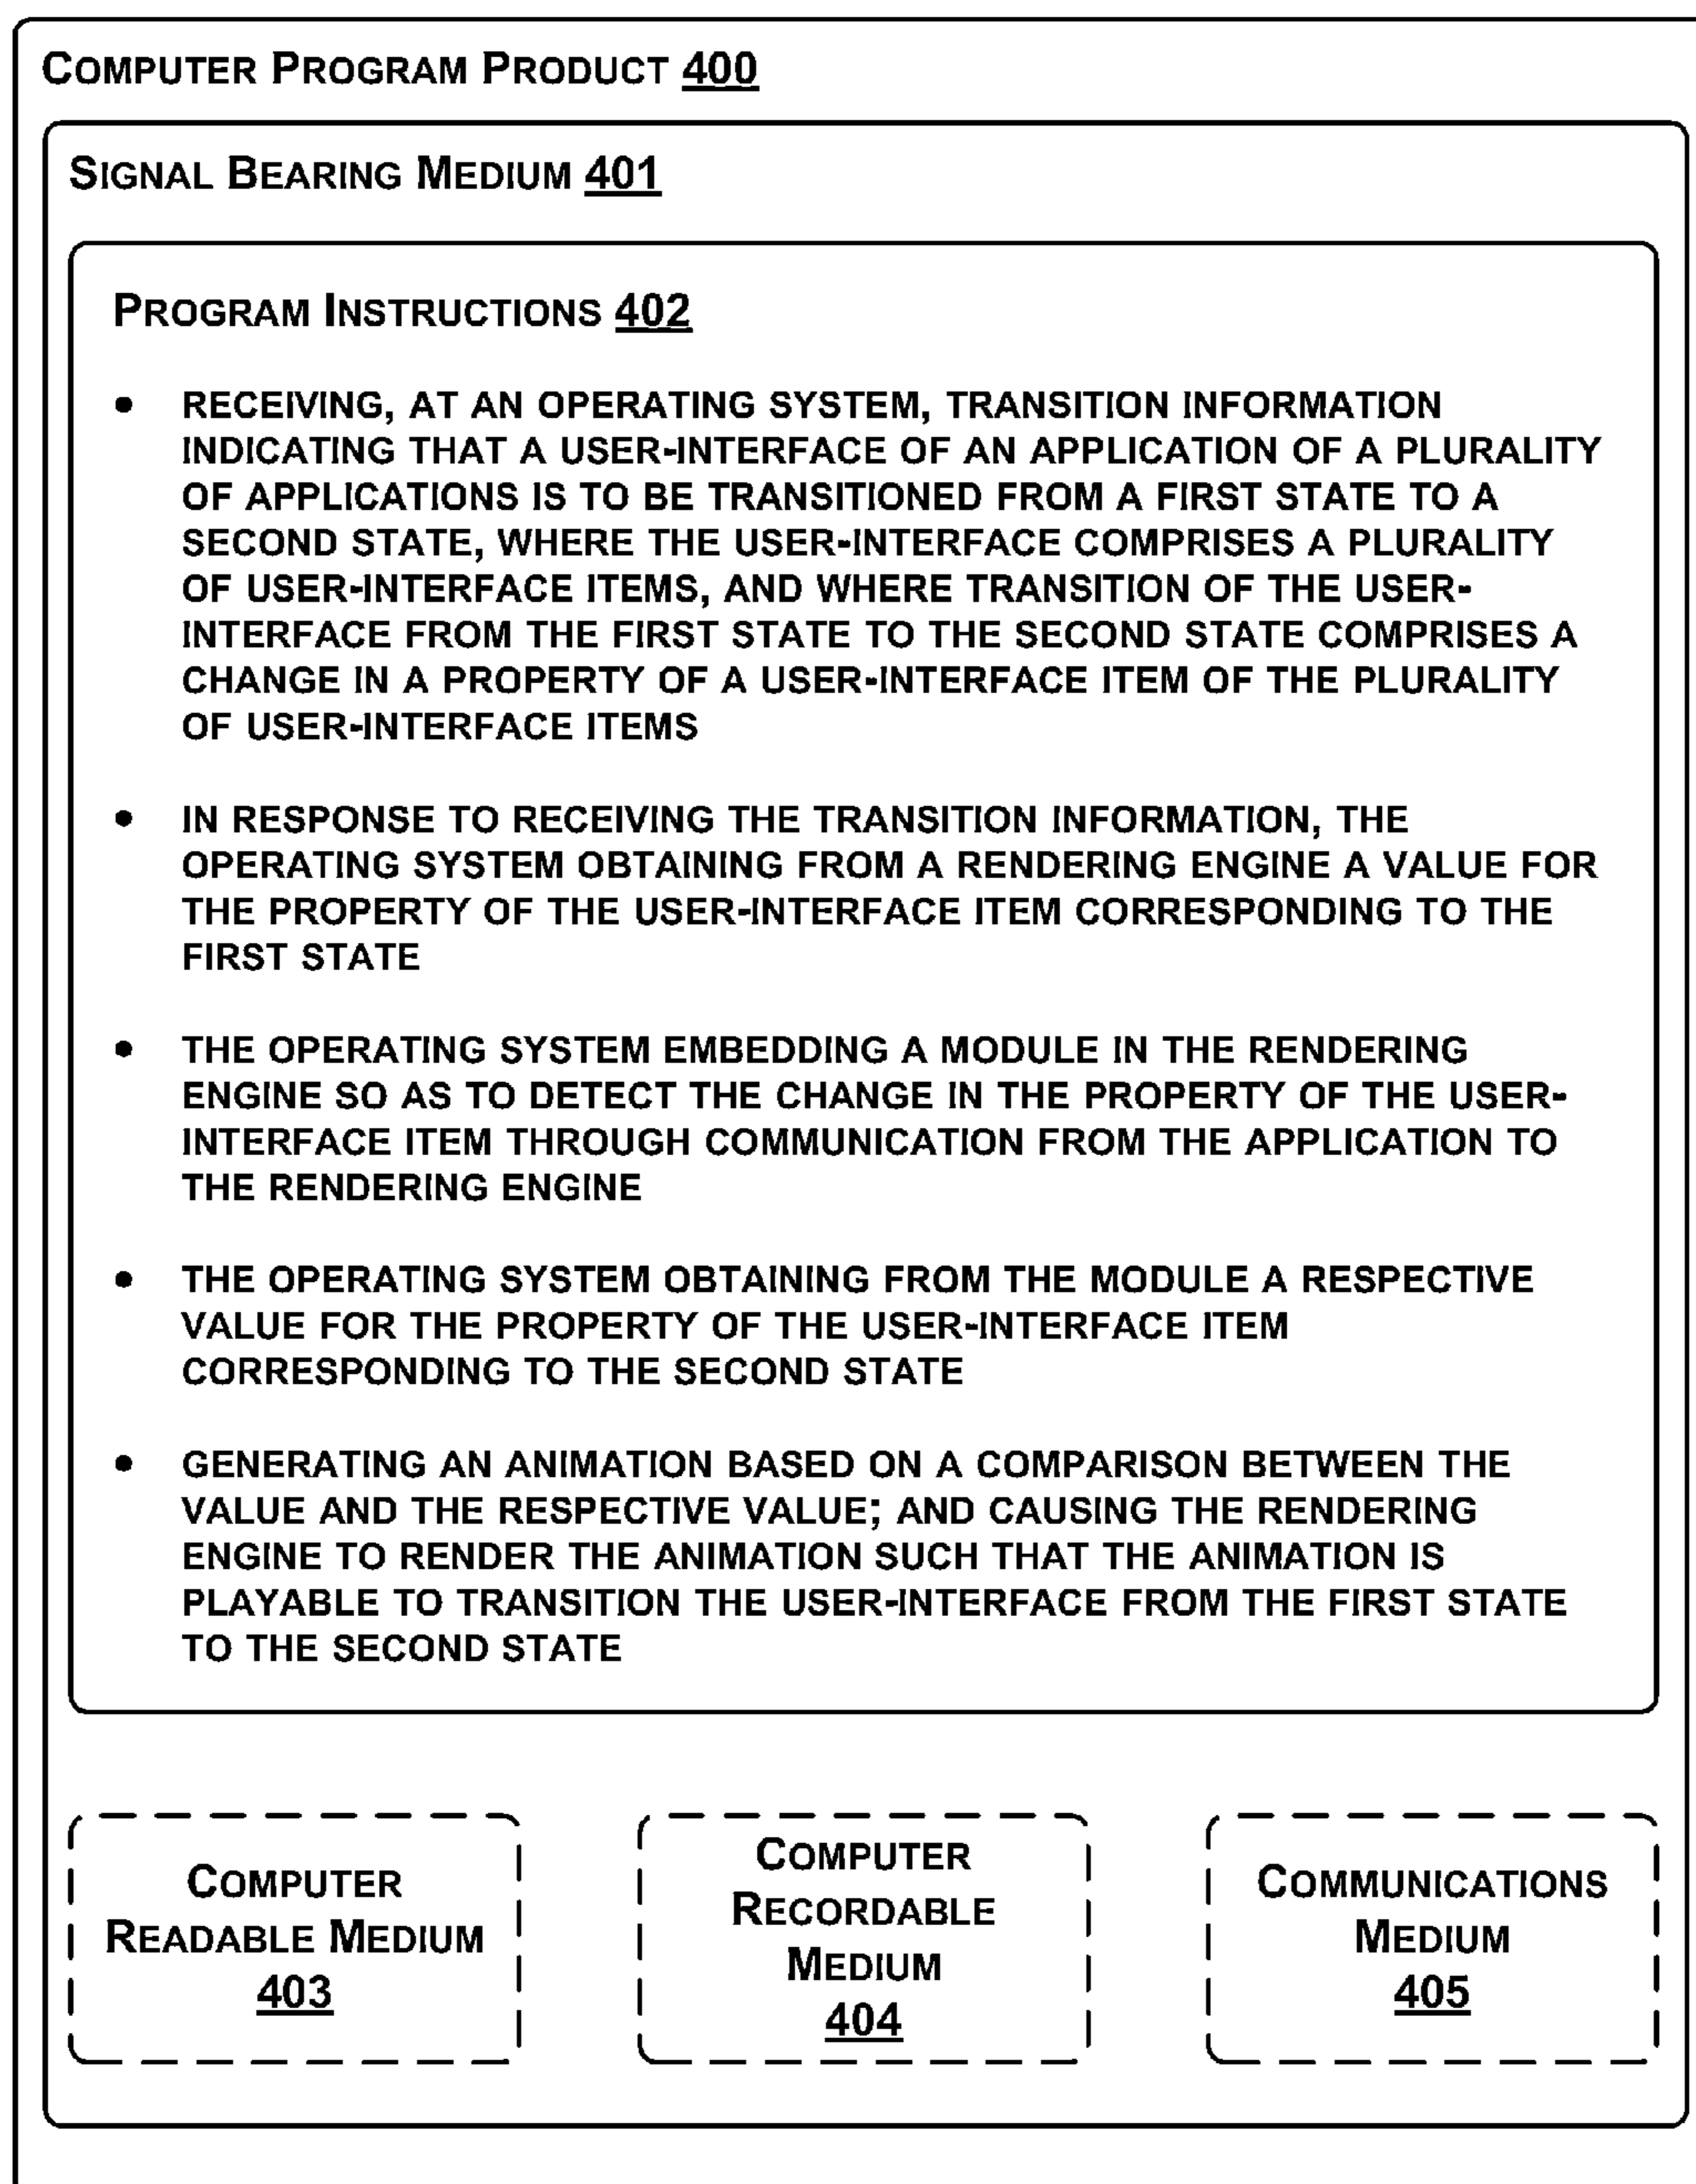 COMPUTER PROGRAM PRODUCT 400
SIGNAL BEARING MEDIUM 401
PROGRAM INSTRUCTIONS 402
• RECEIVING, AT AN OPERATING SYSTEM, TRANSITION INFORMATION
INDICATING THAT A USER-INTERFACE OF AN APPLICATION OF A PLURALITY
OF APPLICATIONS IS TO BE TRANSITIONED FROM A FIRST STATE TO A
SECOND STATE, WHERE THE USER-INTERFACE COMPRISES A PLURALITY
OF USER-INTERFACE ITEMS, AND WHERE TRANSITION OF THE USER-
INTERFACE FROM THE FIRST STATE TO THE SECOND STATE COMPRISES A
CHANGE IN A PROPERTY OF A USER-INTERFACE ITEM OF THE PLURALITY
OF USER-INTERFACE ITEMS
• IN RESPONSE TO RECEIVING THE TRANSITION INFORMATION, THE
OPERATING SYSTEM OBTAINING FROM A RENDERING ENGINE A VALUE FOR
THE PROPERTY OF THE USER-INTERFACE ITEM CORRESPONDING TO THE
FIRST STATE
• THE OPERATING SYSTEM EMBEDDING A MODULE IN THE RENDERING
ENGINE SO AS TO DETECT THE CHANGE IN THE PROPERTY OF THE USER-
INTERFACE ITEM THROUGH COMMUNICATION FROM THE APPLICATION TO
THE RENDERING ENGINE
• THE OPERATING SYSTEM OBTAINING FROM THE MODULE A RESPECTIVE
VALUE FOR THE PROPERTY OF THE USER-INTERFACE ITEM
CORRESPONDING TO THE SECOND STATE
• GENERATING AN ANIMATION BASED ON A COMPARISON BETWEEN THE
VALUE AND THE RESPECTIVE VALUE; AND CAUSING THE RENDERING
ENGINE TO RENDER THE ANIMATION SUCH THAT THE ANIMATION IS
PLAYABLE TO TRANSITION THE USER-INTERFACE FROM THE FIRST STATE
TO THE SECOND STATE
COMPUTER
READABLE MEDIUM
403
COMPUTER
RECORDABLE
MEDIUM
404
COMMUNICATIONS
MEDIUM
405